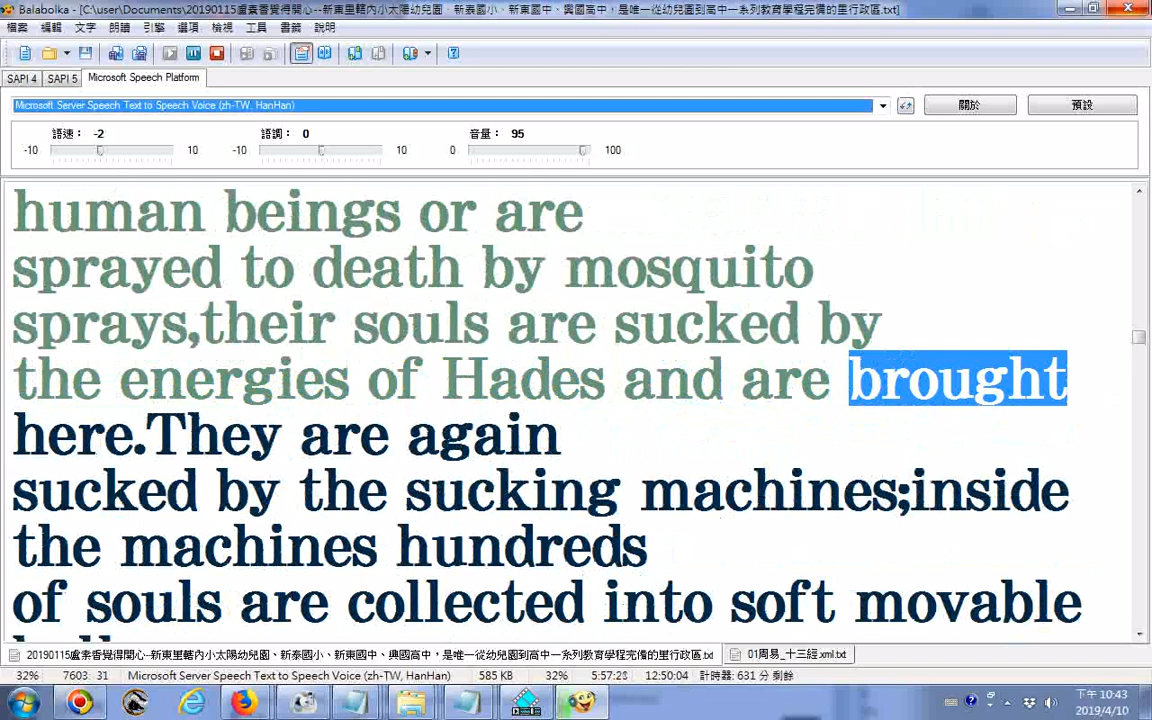 Balabolka - [C:\user\Documents\20190115盧素香覺得開心--新東里轄內小太陽幼兒園、新泰國小、新東國中、興國高中，是唯一從幼兒園到高中一系列教育學程完備的里行政區.txt]
檔案 編輯 文字 朗讀 引擎 選項 檢視 工具 書籤 說明
SAPI 4 SAPI 5 Microsoft Speech Platform
Microsoft Server Speech Text to Speech Voice (zh-TW, HanHan)
關於 預設
語速： -2 語調： 0 音量： 95
-10 10 -10 10 0 100
human beings or are
sprayed to death by mosquito
sprays,their souls are sucked by
the energies of Hades and are brought
here.They are again
sucked by the sucking machines;inside
the machines hundreds
of souls are collected into soft movable
20190115盧素香覺得開心--新東里轄內小太陽幼兒園、新泰國小、新東國中、興國高中，是唯一從幼兒園到高中一系列教育學程完備的里行政區.txt 01周易_十三經.xml.txt
32% 7603: 31 Microsoft Server Speech Text to Speech Voice (zh-TW, HanHan) 585 KB 32% 5:57:28 12:50:04 計時器: 631 分 剩餘
下午 10:43
2019/4/10